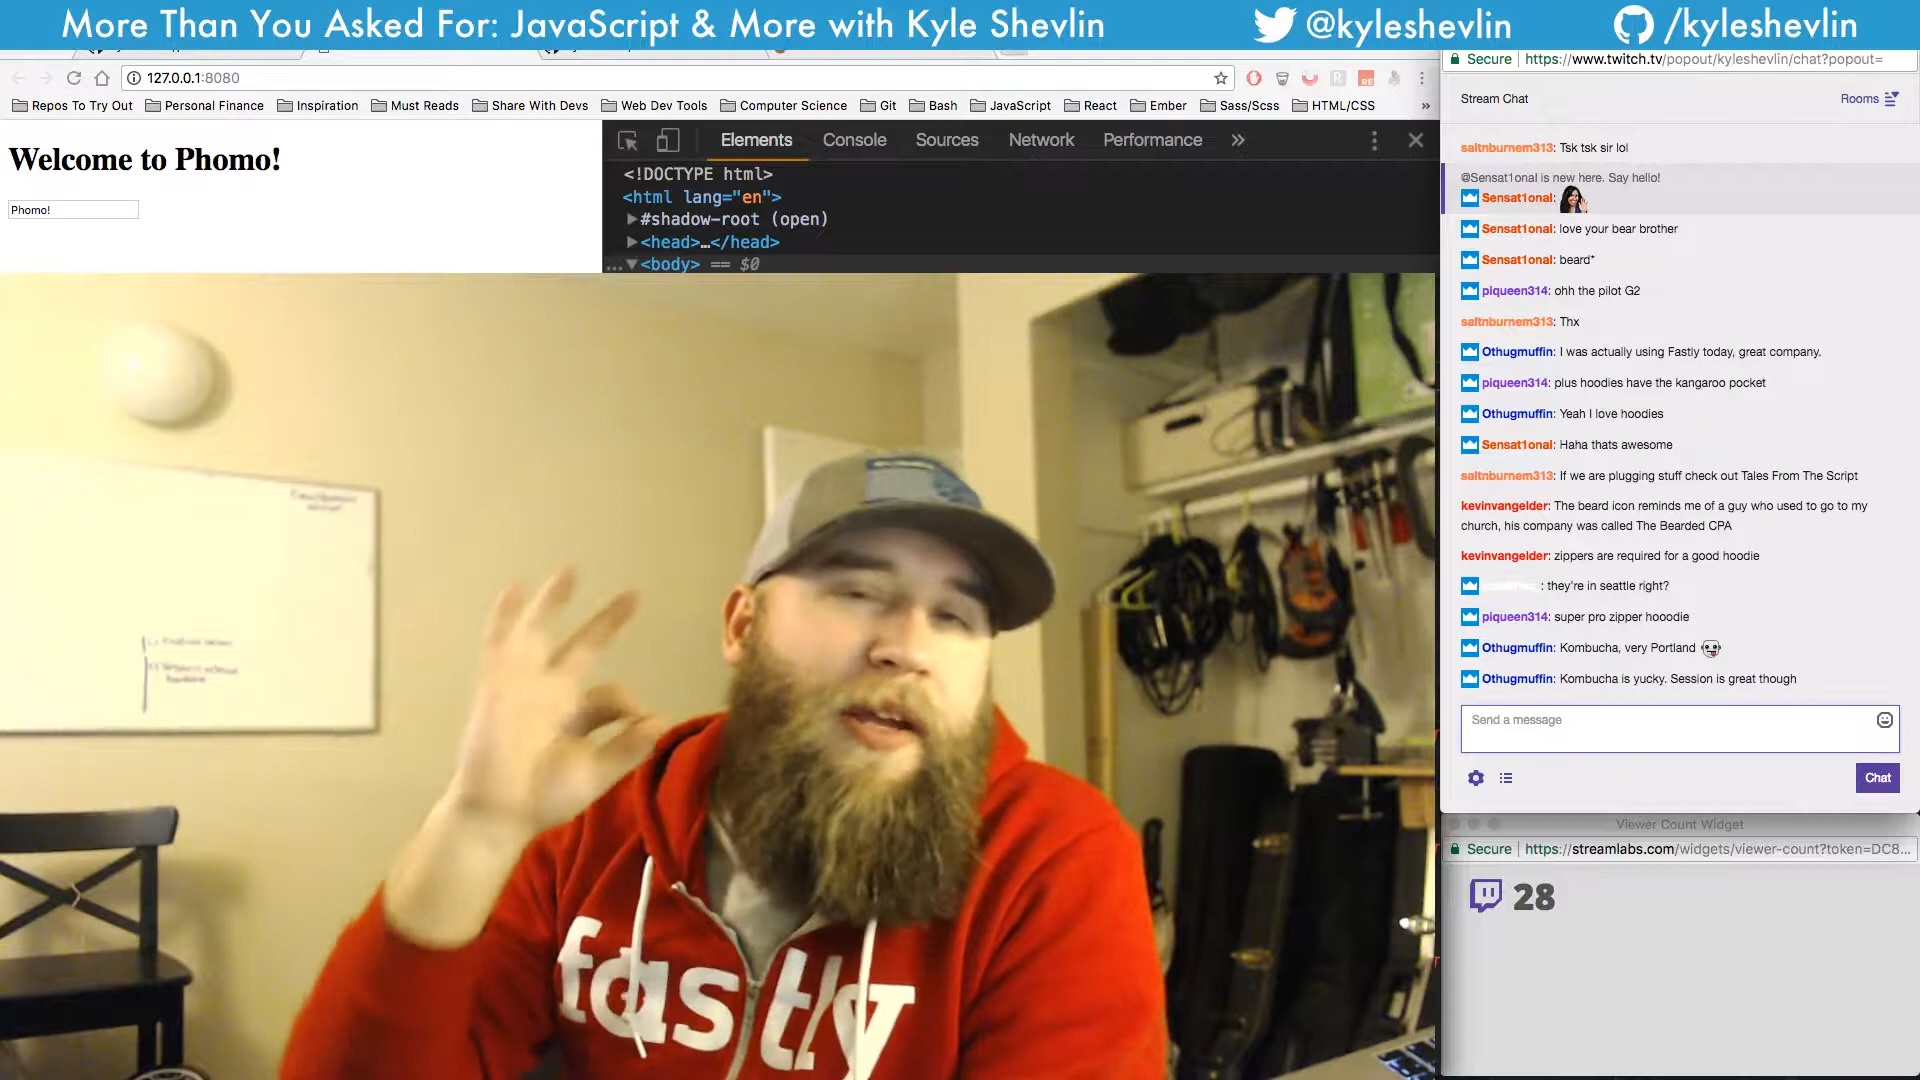 More Than You Asked For: JavaScript & More with Kyle Shevlin
@kyleshevlin
/kyleshevlin
127.0.0.1:8080
Repos To Try Out
Personal Finance
Inspiration
Must Reads
Share With Devs
Web Dev Tools
Computer Science
Git
Bash
JavaScript
React
Ember
Sass/Scss
HTML/CSS
»
Welcome to Phomo!
Phomo!
Elements
Console
Sources
Network
Performance
»
<!DOCTYPE html>
<html lang="en">
#shadow-root (open)
<head>…</head>
...<body> == $0
fastly
Secure
https://www.twitch.tv/popout/kyleshevlin/chat?popout=
Stream Chat
Rooms
saltnburnem313: Tsk tsk sir lol
@Sensat1onal is new here. Say hello!
Sensat1onal:
Sensat1onal: love your bear brother
Sensat1onal: beard*
piqueen314: ohh the pilot G2
saltnburnem313: Thx
Othugmuffin: I was actually using Fastly today, great company.
piqueen314: plus hoodies have the kangaroo pocket
Othugmuffin: Yeah I love hoodies
Sensat1onal: Haha thats awesome
saltnburnem313: If we are plugging stuff check out Tales From The Script
kevinvangelder: The beard icon reminds me of a guy who used to go to my
church, his company was called The Bearded CPA
kevinvangelder: zippers are required for a good hoodie
: they're in seattle right?
piqueen314: super pro zipper hooodie
Othugmuffin: Kombucha, very Portland
Othugmuffin: Kombucha is yucky. Session is great though
Send a message
Chat
Viewer Count Widget
Secure
https://streamlabs.com/widgets/viewer-count?token=DC8...
28